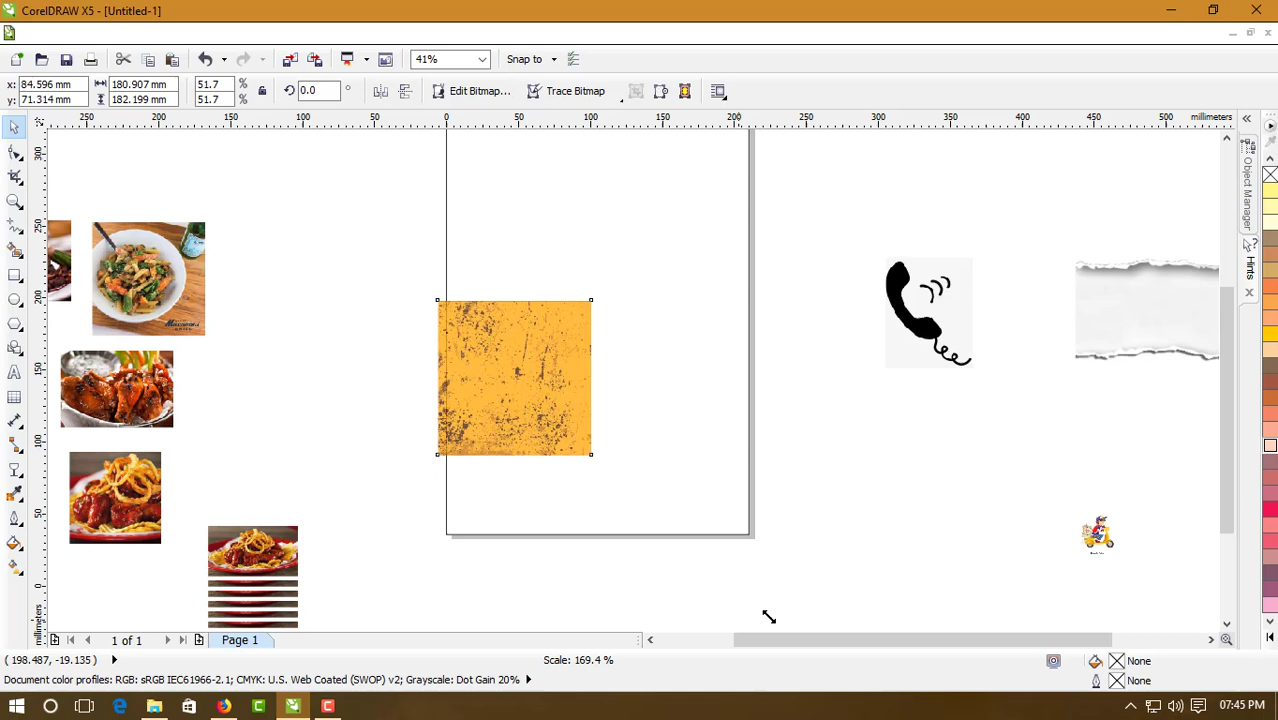 CorelDRAW X5 - [Untitled-1]
41%
Snap to
x: 84.596 mm
y: 71.314 mm
180.907 mm
182.199 mm
51.7 %
51.7 %
0.0 °
Edit Bitmap...
Trace Bitmap
250 200 150 100 50 0 50 100 150 200 250 300 350 400 450 500 millimeters
300
250
200
150
100
50
0
millimeters
Object Manager
Hints
1 of 1
Page 1
( 198.487, -19.135 )
Scale: 169.4 %
None
Document color profiles: RGB: sRGB IEC61966-2.1; CMYK: U.S. Web Coated (SWOP) v2; Grayscale: Dot Gain 20%
None
07:45 PM